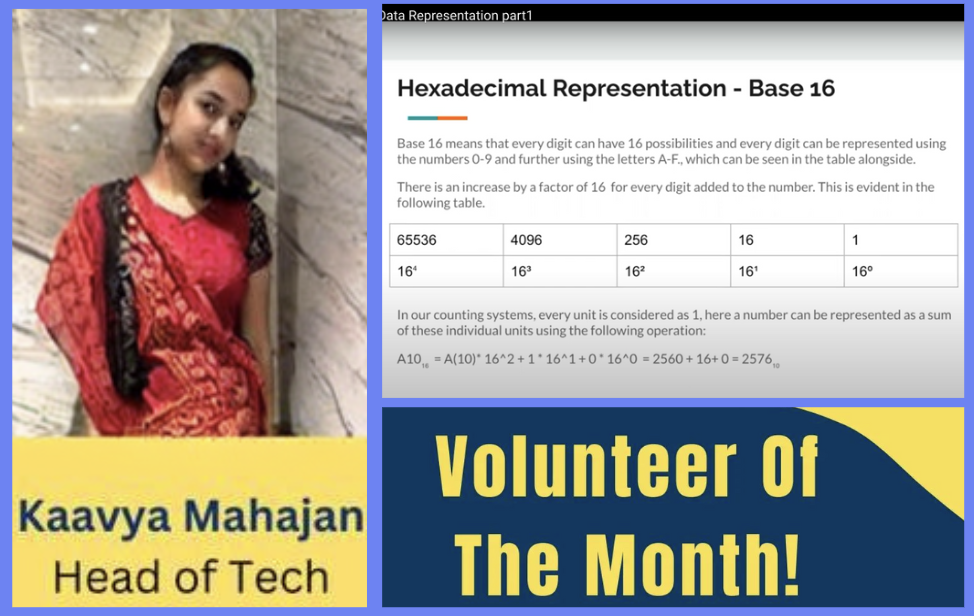 Kaavya Mahajan
Head of Tech
Data Representation part1
Hexadecimal Representation - Base 16
Base 16 means that every digit can have 16 possibilities and every digit can be represented using
the numbers 0-9 and further using the letters A-F., which can be seen in the table alongside.
There is an increase by a factor of 16 for every digit added to the number. This is evident in the
following table.
65536 4096 256 16 1
16⁴ 16³ 16² 16¹ 16⁰
In our counting systems, every unit is considered as 1, here a number can be represented as a sum
of these individual units using the following operation:
A10₁₆ = A(10)* 16^2 + 1 * 16^1 + 0 * 16^0 = 2560 + 16+ 0 = 2576₁₀
Volunteer Of
The Month!